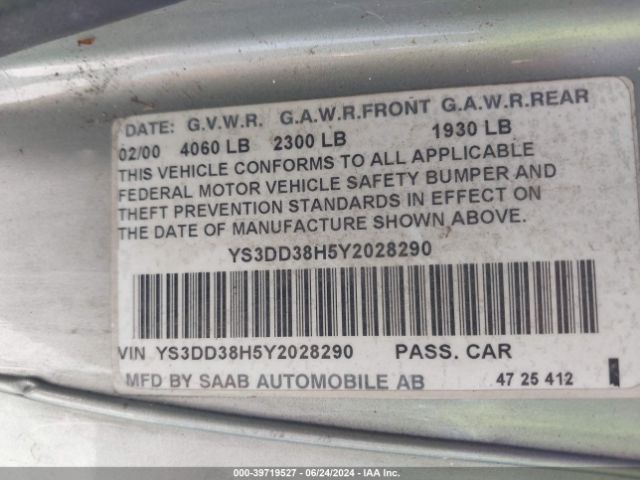 DATE: G.V.W.R. G.A.W.R.FRONT G.A.W.R.REAR
02/00 4060 LB 2300 LB 1930 LB
THIS VEHICLE CONFORMS TO ALL APPLICABLE
FEDERAL MOTOR VEHICLE SAFETY BUMPER AND
THEFT PREVENTION STANDARDS IN EFFECT ON
THE DATE OF MANUFACTURE SHOWN ABOVE.
YS3DD38H5Y2028290
VIN YS3DD38H5Y2028290 PASS. CAR
MFD BY SAAB AUTOMOBILE AB 47 25 412
000-39719527 - 06/24/2024 - IAA Inc.